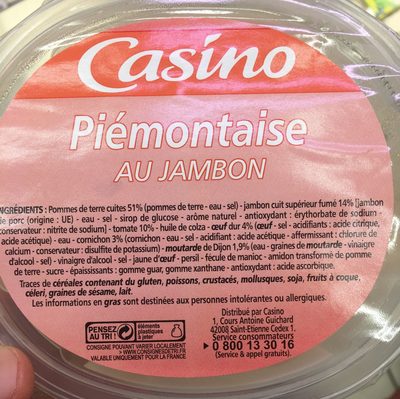 Casino
Piémontaise
AU JAMBON
INGRÉDIENTS : Pommes de terre cuites 51% (pommes de terre - eau - sel) - jambon cuit supérieur fumé 14% [jambon
de porc (origine : UE) - eau - sel - sirop de glucose - arôme naturel - antioxydant : érythorbate de sodium -
conservateur : nitrite de sodium] - tomate 10% - huile de colza - œuf dur 4% (œuf - sel - acidifiants : acide citrique,
acide acétique) - eau - cornichon 3% (cornichon - eau - sel - acidifiant : acide acétique - affermissant : chlorure de
calcium - conservateur : disulfite de potassium) - moutarde de Dijon 1,9% (eau - graines de moutarde - vinaigre
d'alcool - sel) - vinaigre d'alcool - sel - jaune d'œuf - persil - fécule de manioc - amidon transformé de pomme
de terre - sucre - épaississants : gomme guar, gomme xanthane - antioxydant : acide ascorbique.
Traces de céréales contenant du gluten, poissons, crustacés, mollusques, soja, fruits à coque,
céleri, graines de sésame, lait.
Les informations en gras sont destinées aux personnes intolérantes ou allergiques.
PENSEZ
AU TRI !
éléments
plastiques
à jeter
CONSIGNE POUVANT VARIER LOCALEMENT
> WWW.CONSIGNESDETRI.FR
VALABLE UNIQUEMENT POUR LA FRANCE
Distribué par Casino
1, Cours Antoine Guichard
42008 Saint-Etienne Cedex 1.
Service consommateurs
> 0 800 13 30 16
(Service & appel gratuits).